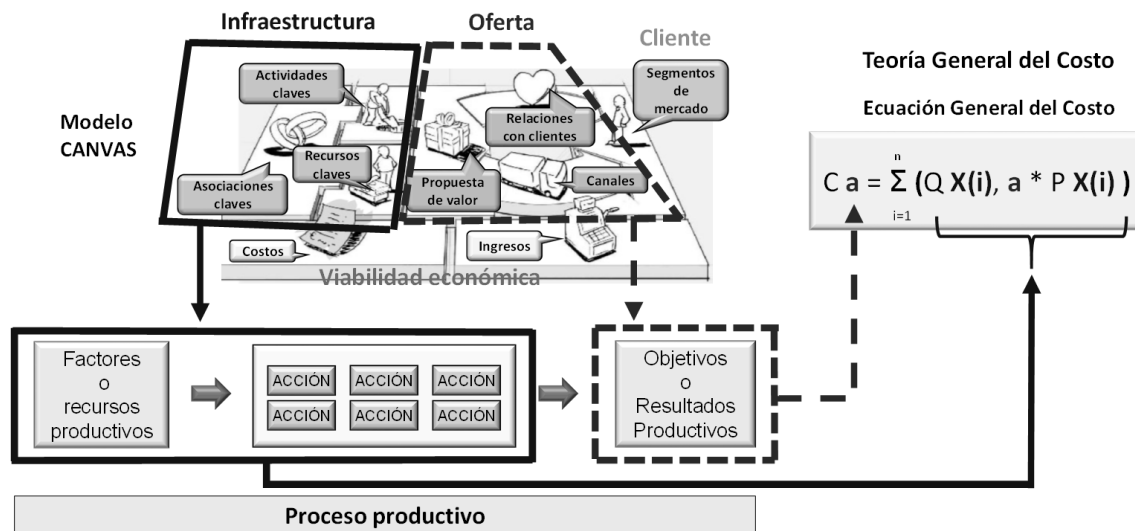 Infraestructura
Oferta
Cliente
Modelo
CANVAS
Actividades
claves
Asociaciones
claves
Recursos
claves
Relaciones
con clientes
Propuesta
de valor
Canales
Segmentos
de
mercado
Costos
Ingresos
Viabilidad económica
Teoría General del Costo
Ecuación General del Costo
n
C a = Σ (Q X(i), a * P X(i) )
i=1
Factores
o
recursos
productivos
ACCIÓN ACCIÓN ACCIÓN
ACCIÓN ACCIÓN ACCIÓN
Objetivos
o
Resultados
Productivos
Proceso productivo